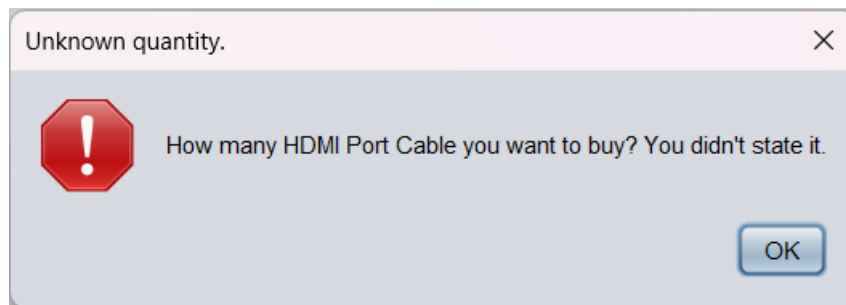 Unknown quantity.
How many HDMI Port Cable you want to buy? You didn't state it.
OK